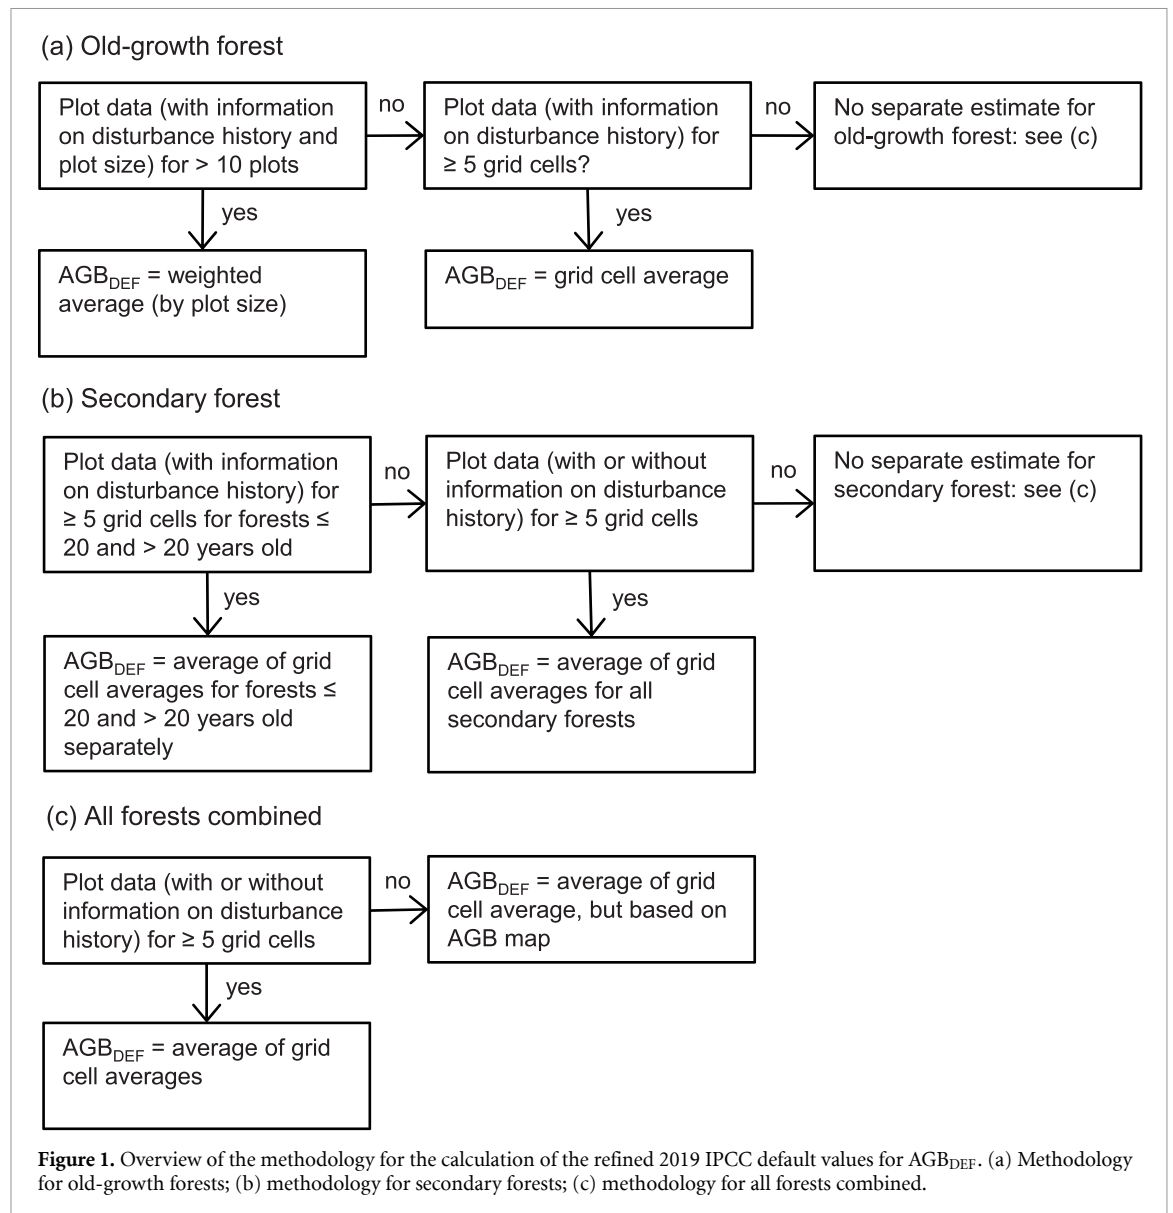 (a) Old-growth forest
Plot data (with information
on disturbance history and
plot size) for > 10 plots
no
Plot data (with information
on disturbance history) for
≥ 5 grid cells?
no
No separate estimate for
old-growth forest: see (c)
yes
yes
AGBDEF = weighted
average (by plot size)
AGBDEF = grid cell average
(b) Secondary forest
Plot data (with information
on disturbance history) for
≥ 5 grid cells for forests ≤
20 and > 20 years old
no
Plot data (with or without
information on disturbance
history) for ≥ 5 grid cells
no
No separate estimate for
secondary forest: see (c)
yes
yes
AGBDEF = average of grid
cell averages for forests ≤
20 and > 20 years old
separately
AGBDEF = average of grid
cell averages for all
secondary forests
(c) All forests combined
Plot data (with or without
information on disturbance
history) for ≥ 5 grid cells
no
AGBDEF = average of grid
cell average, but based on
AGB map
yes
AGBDEF = average of grid
cell averages
Figure 1. Overview of the methodology for the calculation of the refined 2019 IPCC default values for AGBDEF. (a) Methodology
for old-growth forests; (b) methodology for secondary forests; (c) methodology for all forests combined.